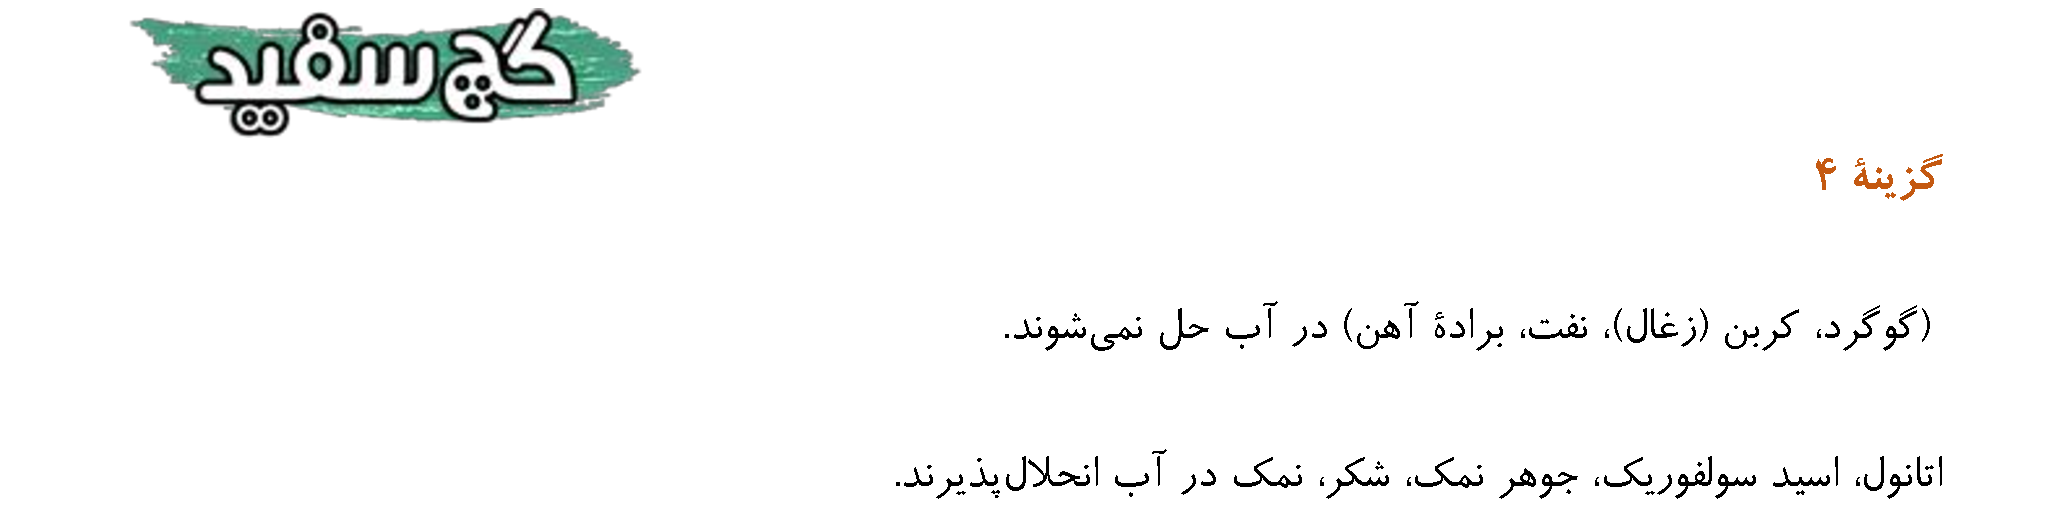 گچ سفید
گزینهٔ ۴
(گوگرد، کربن (زغال)، نفت، برادهٔ آهن) در آب حل نمی‌شوند.
اتانول، اسید سولفوریک، جوهر نمک، شکر، نمک در آب انحلال‌پذیرند.